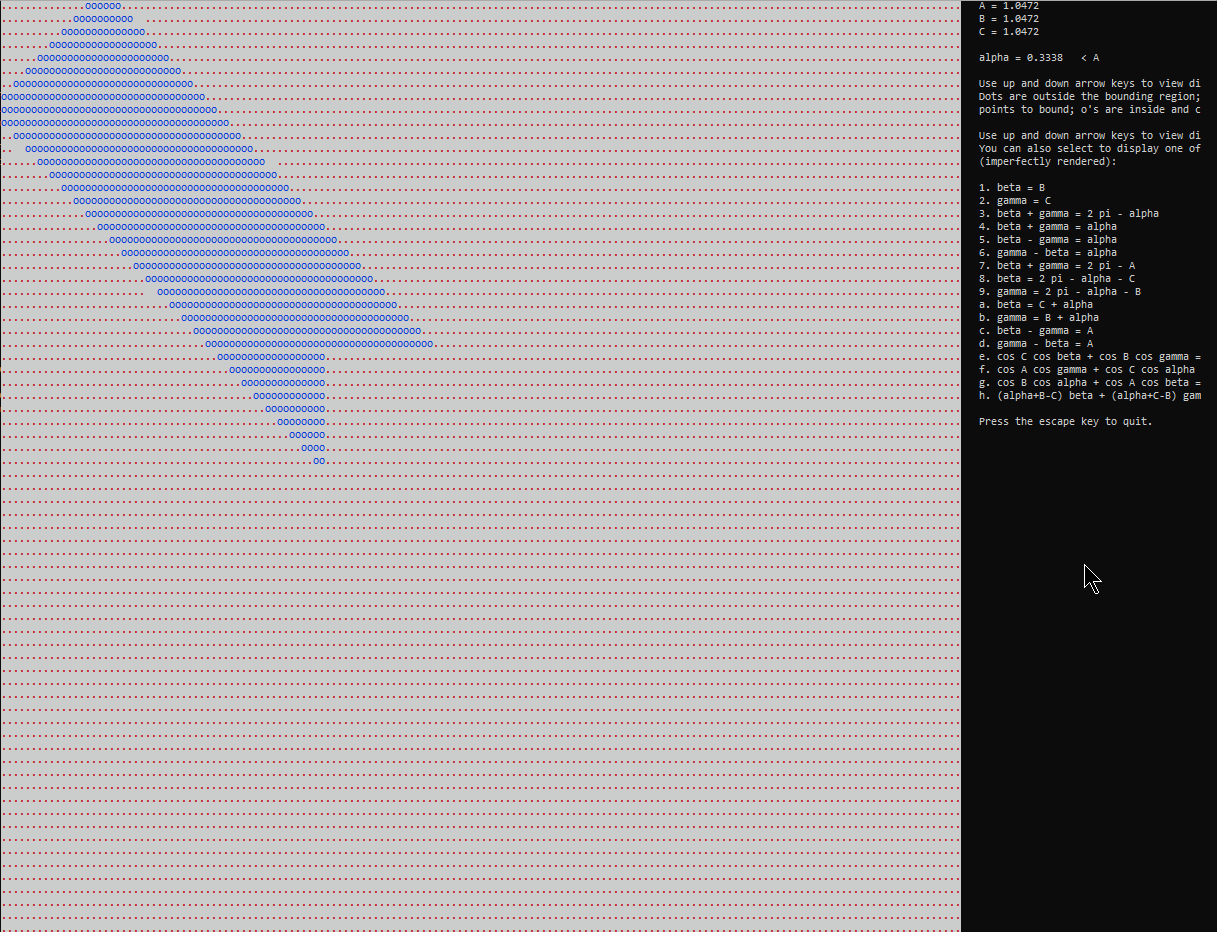 A = 1.0472
B = 1.0472
C = 1.0472
alpha = 0.3338   < A
Use up and down arrow keys to view di
Dots are outside the bounding region;
points to bound; o's are inside and c
Use up and down arrow keys to view di
You can also select to display one of
(imperfectly rendered):
1. beta = B
2. gamma = C
3. beta + gamma = 2 pi - alpha
4. beta + gamma = alpha
5. beta - gamma = alpha
6. gamma - beta = alpha
7. beta + gamma = 2 pi - A
8. beta = 2 pi - alpha - C
9. gamma = 2 pi - alpha - B
a. beta = C + alpha
b. gamma = B + alpha
c. beta - gamma = A
d. gamma - beta = A
e. cos C cos beta + cos B cos gamma =
f. cos A cos gamma + cos C cos alpha
g. cos B cos alpha + cos A cos beta =
h. (alpha+B-C) beta + (alpha+C-B) gam
Press the escape key to quit.